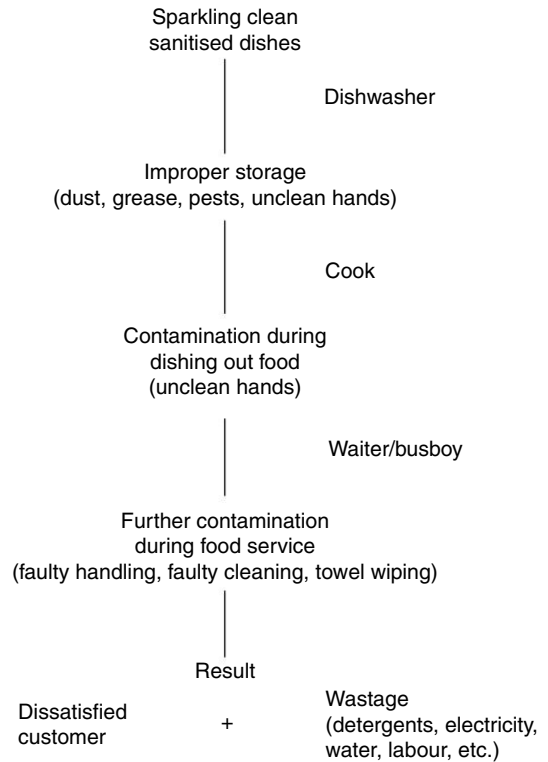 Sparkling clean
sanitised dishes
Dishwasher
Improper storage
(dust, grease, pests, unclean hands)
Cook
Contamination during
dishing out food
(unclean hands)
Waiter/busboy
Further contamination
during food service
(faulty handling, faulty cleaning, towel wiping)
Result
Dissatisfied
customer
+
Wastage
(detergents, electricity,
water, labour, etc.)